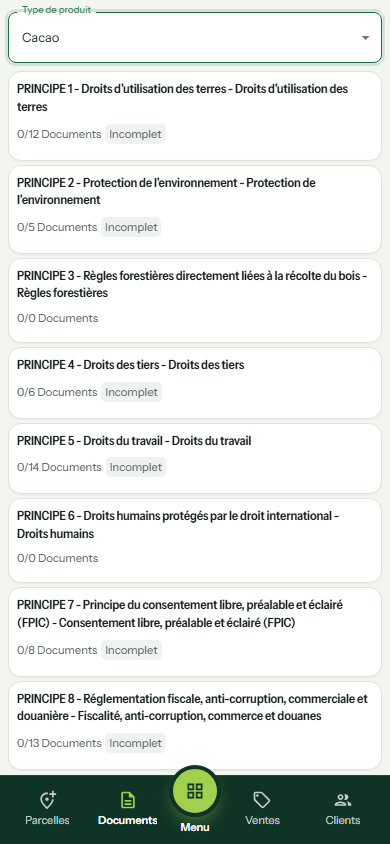 Type de produit
Cacao
PRINCIPE 1 - Droits d'utilisation des terres - Droits d'utilisation des
terres
0/12 Documents Incomplet
PRINCIPE 2 - Protection de l'environnement - Protection de
l'environnement
0/5 Documents Incomplet
PRINCIPE 3 - Règles forestières directement liées à la récolte du bois -
Règles forestières
0/0 Documents
PRINCIPE 4 - Droits des tiers - Droits des tiers
0/6 Documents Incomplet
PRINCIPE 5 - Droits du travail - Droits du travail
0/14 Documents Incomplet
PRINCIPE 6 - Droits humains protégés par le droit international -
Droits humains
0/0 Documents
PRINCIPE 7 - Principe du consentement libre, préalable et éclairé
(FPIC) - Consentement libre, préalable et éclairé (FPIC)
0/8 Documents Incomplet
PRINCIPE 8 - Réglementation fiscale, anti-corruption, commerciale et
douanière - Fiscalité, anti-corruption, commerce et douanes
0/13 Documents Incomplet
Parcelles Documents Menu Ventes Clients